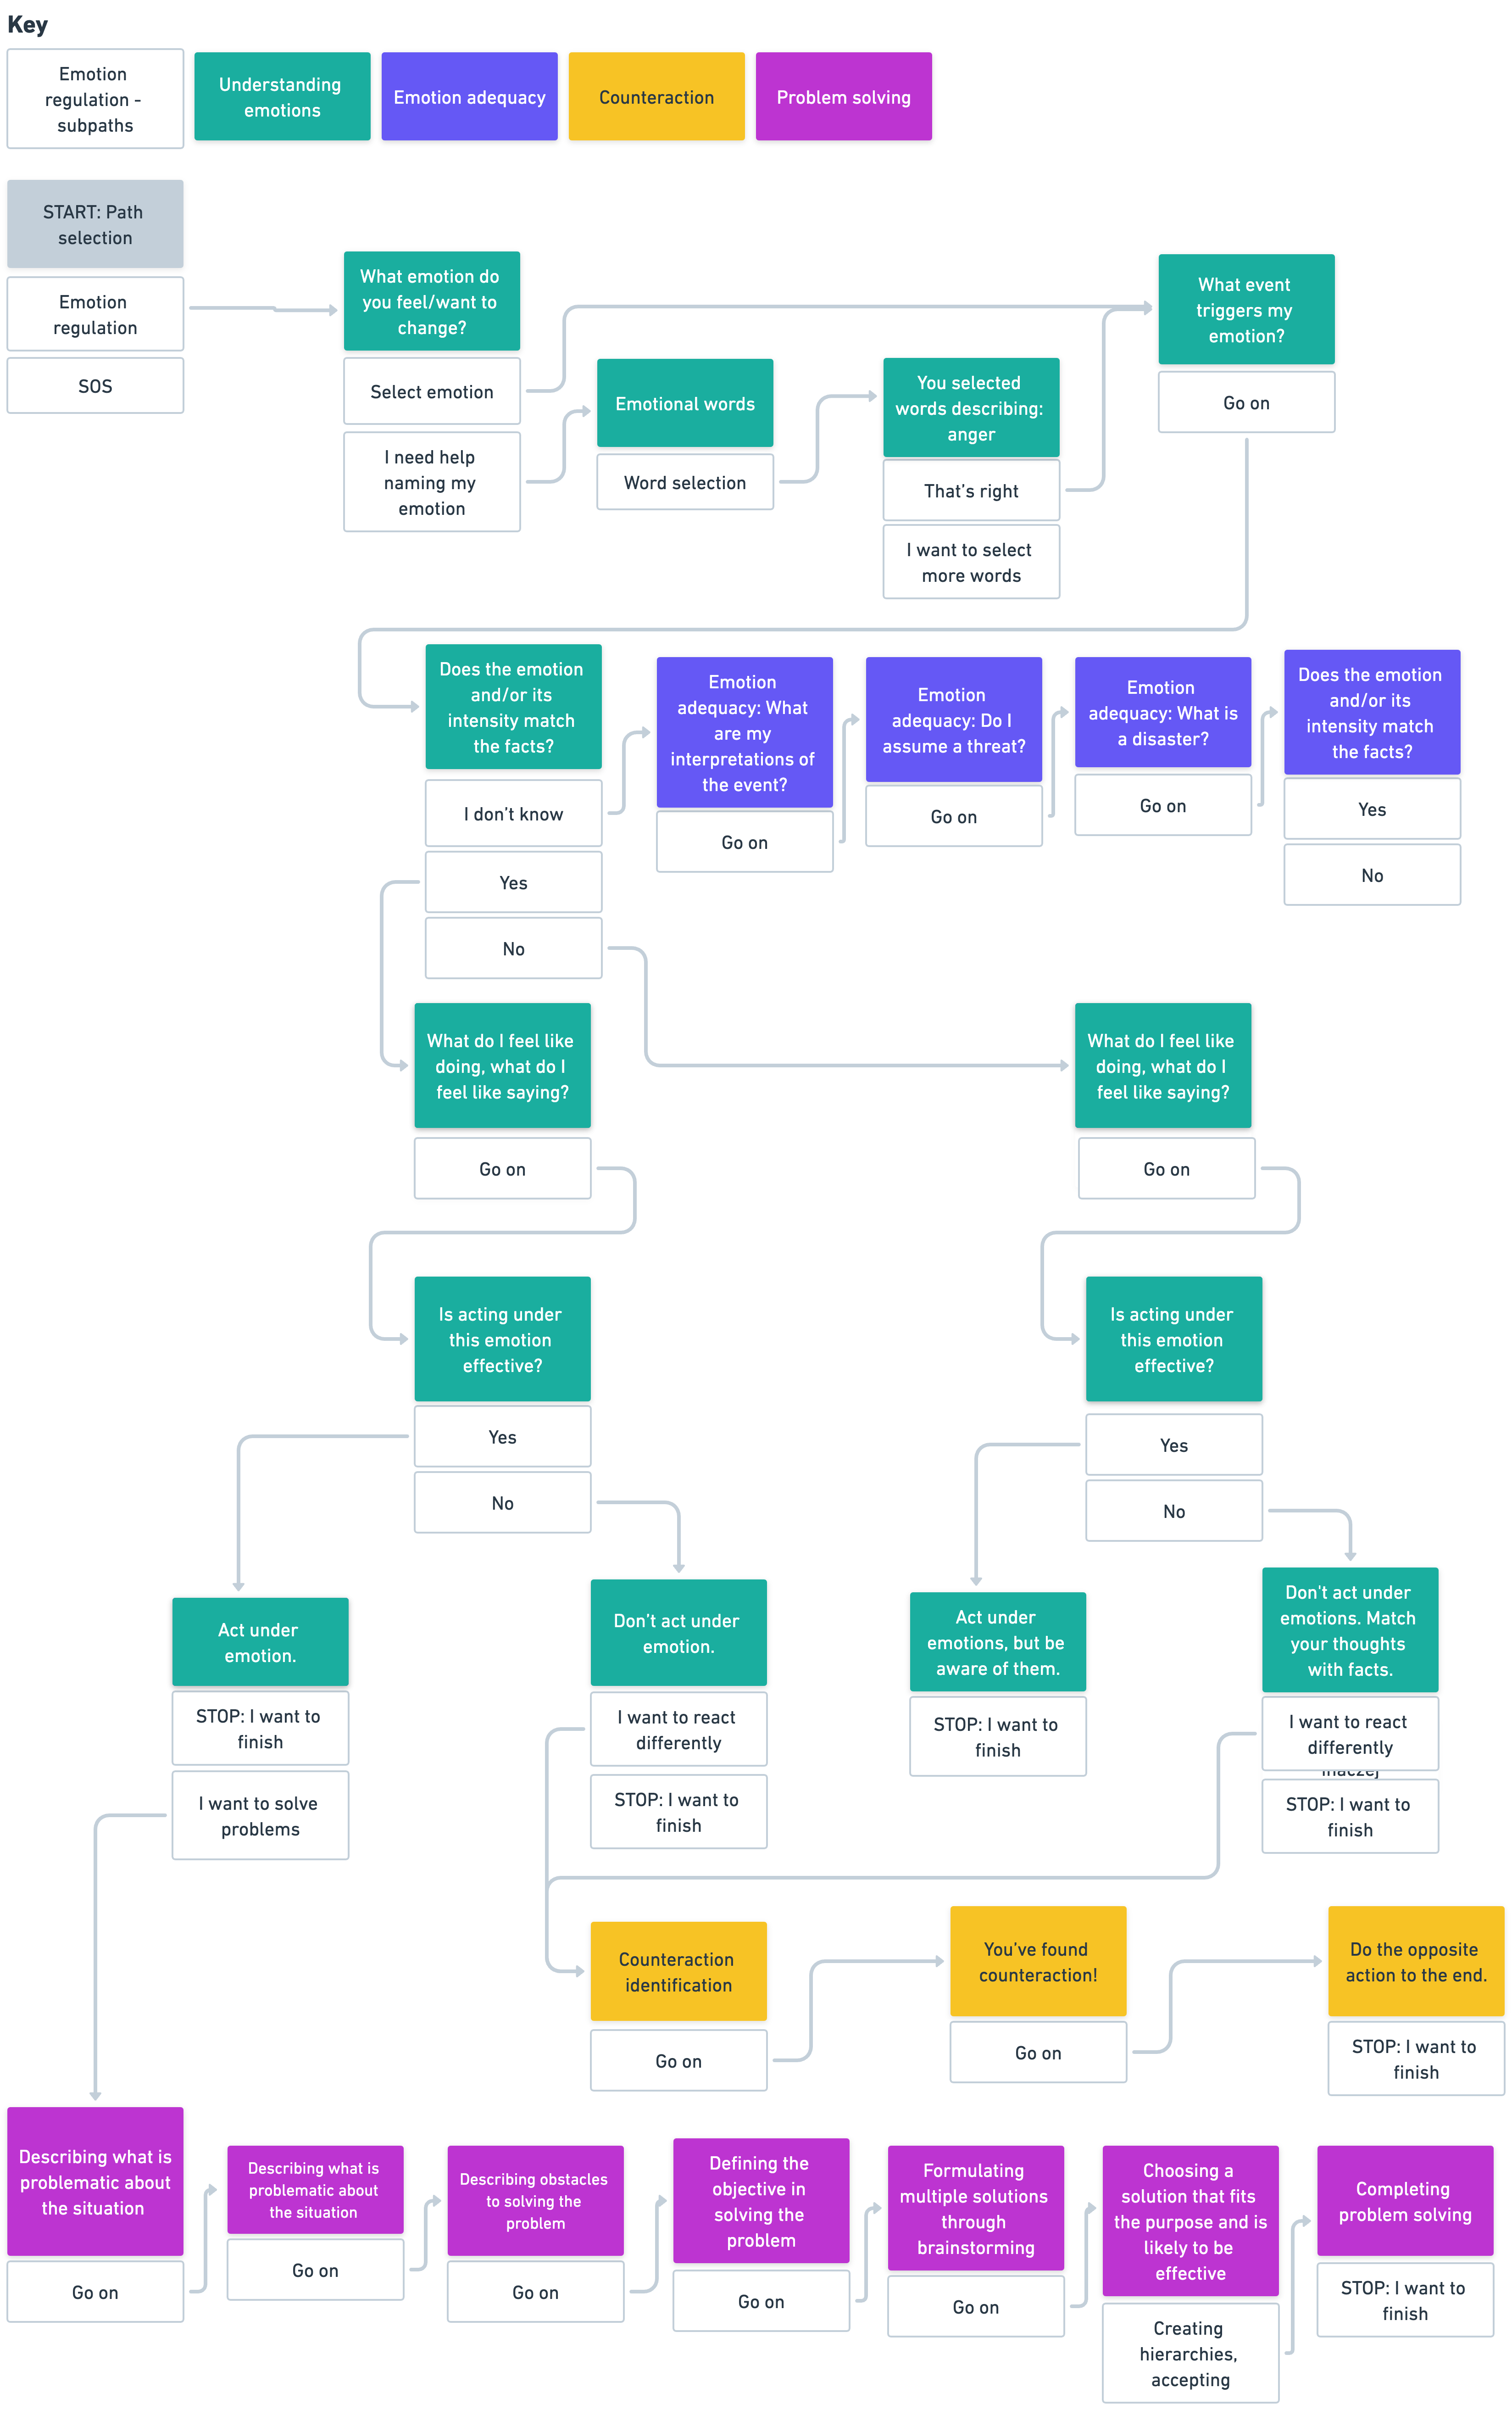 Key
Emotion
regulation -
subpaths
Understanding
emotions
Emotion adequacy
Counteraction
Problem solving
START: Path
selection
Emotion
regulation
SOS
What emotion do
you feel/want to
change?
Select emotion
I need help
naming my
emotion
Emotional words
Word selection
You selected
words describing:
anger
That's right
I want to select
more words
What event
triggers my
emotion?
Go on
Does the emotion
and/or its
intensity match
the facts?
I don't know
Yes
No
Emotion
adequacy: What
are my
interpretations of
the event?
Go on
Emotion
adequacy: Do I
assume a threat?
Go on
Emotion
adequacy: What is
a disaster?
Go on
Does the emotion
and/or its
intensity match
the facts?
Yes
No
What do I feel like
doing, what do I
feel like saying?
Go on
What do I feel like
doing, what do I
feel like saying?
Go on
Is acting under
this emotion
effective?
Yes
No
Is acting under
this emotion
effective?
Yes
No
Act under
emotion.
STOP: I want to
finish
I want to solve
problems
Don't act under
emotion.
I want to react
differently
STOP: I want to
finish
Act under
emotions, but be
aware of them.
STOP: I want to
finish
Don't act under
emotions. Match
your thoughts
with facts.
I want to react
differently
inaczej
STOP: I want to
finish
Counteraction
identification
Go on
You've found
counteraction!
Go on
Do the opposite
action to the end.
STOP: I want to
finish
Describing what is
problematic about
the situation
Go on
Describing what is
problematic about
the situation
Go on
Describing obstacles
to solving the
problem
Go on
Defining the
objective in
solving the
problem
Go on
Formulating
multiple solutions
through
brainstorming
Go on
Choosing a
solution that fits
the purpose and is
likely to be
effective
Creating
hierarchies,
accepting
Completing
problem solving
STOP: I want to
finish